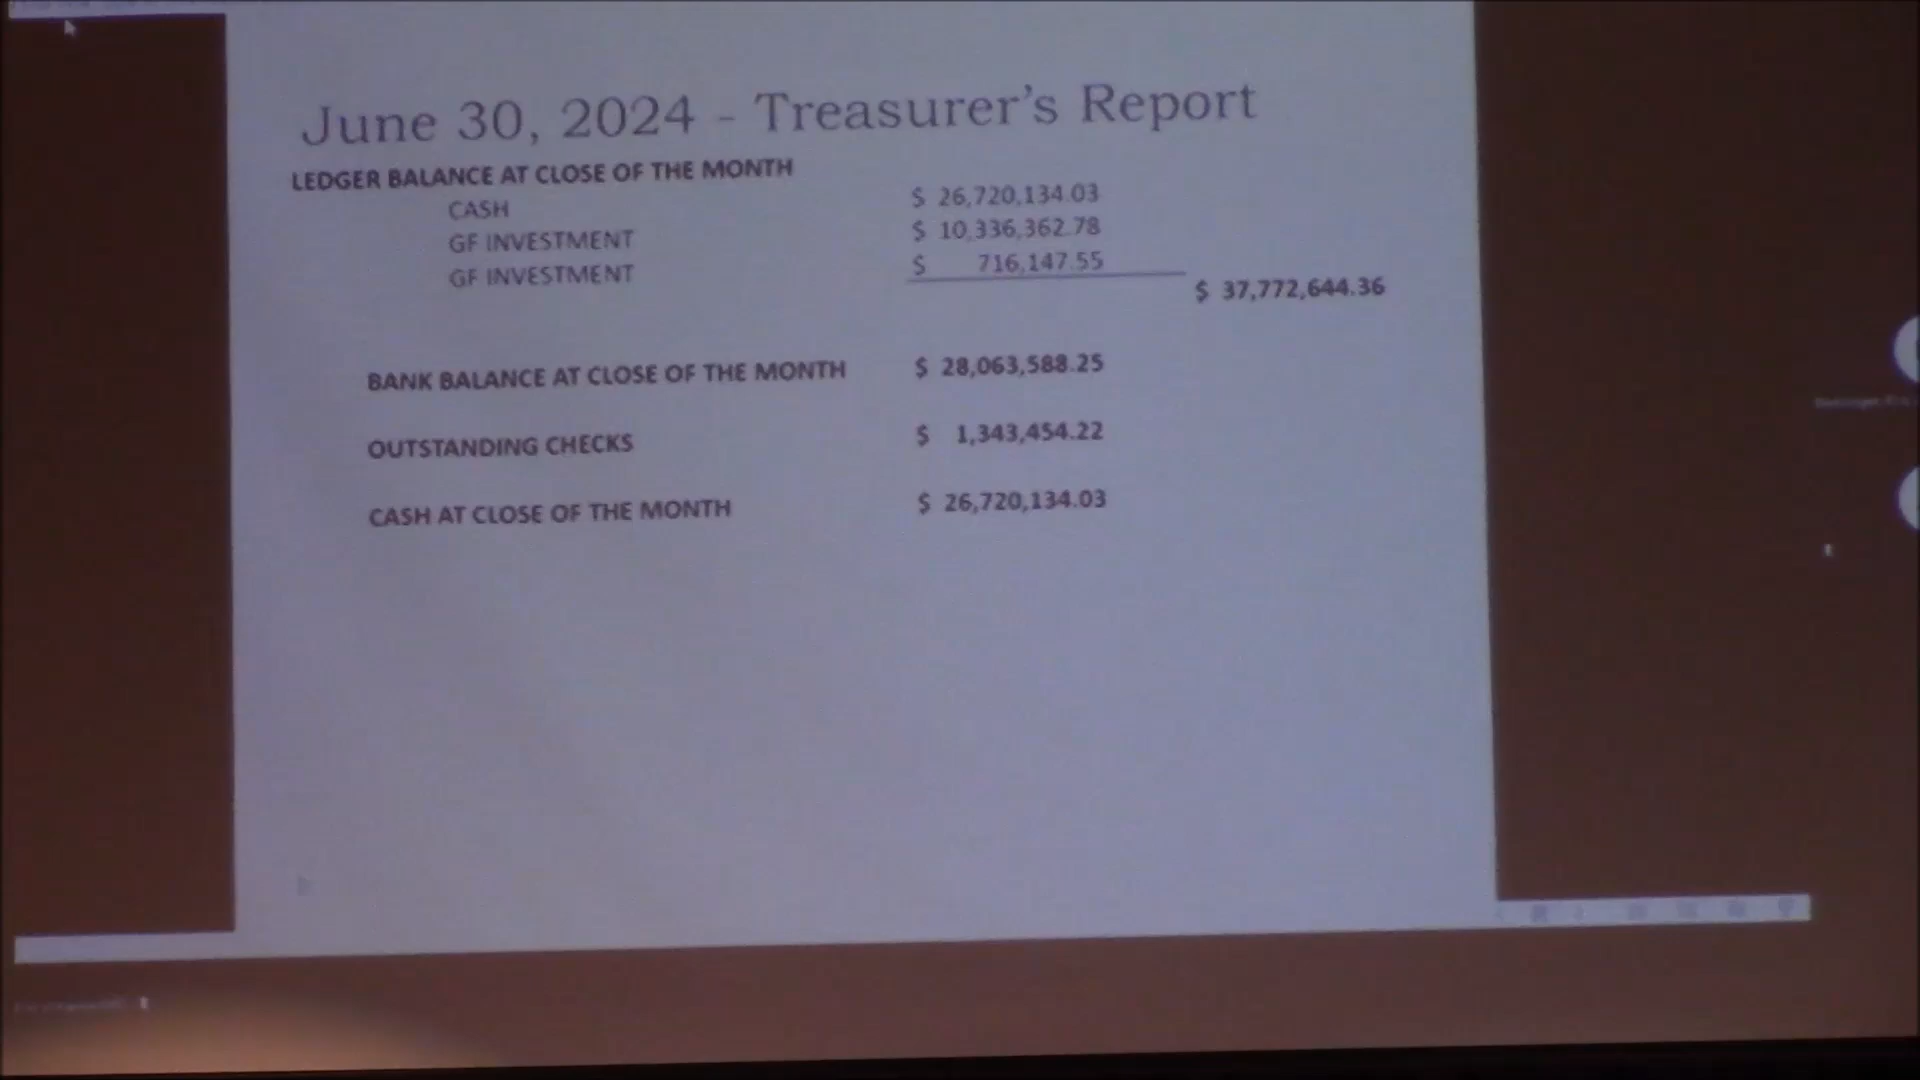 June 30, 2024 - Treasurer's Report
LEDGER BALANCE AT CLOSE OF THE MONTH
CASH $ 26,720,134.03
GF INVESTMENT $ 10,336,362.78
GF INVESTMENT $ 716,147.55
$ 37,772,644.36
BANK BALANCE AT CLOSE OF THE MONTH $ 28,063,588.25
OUTSTANDING CHECKS $ 1,343,454.22
CASH AT CLOSE OF THE MONTH $ 26,720,134.03